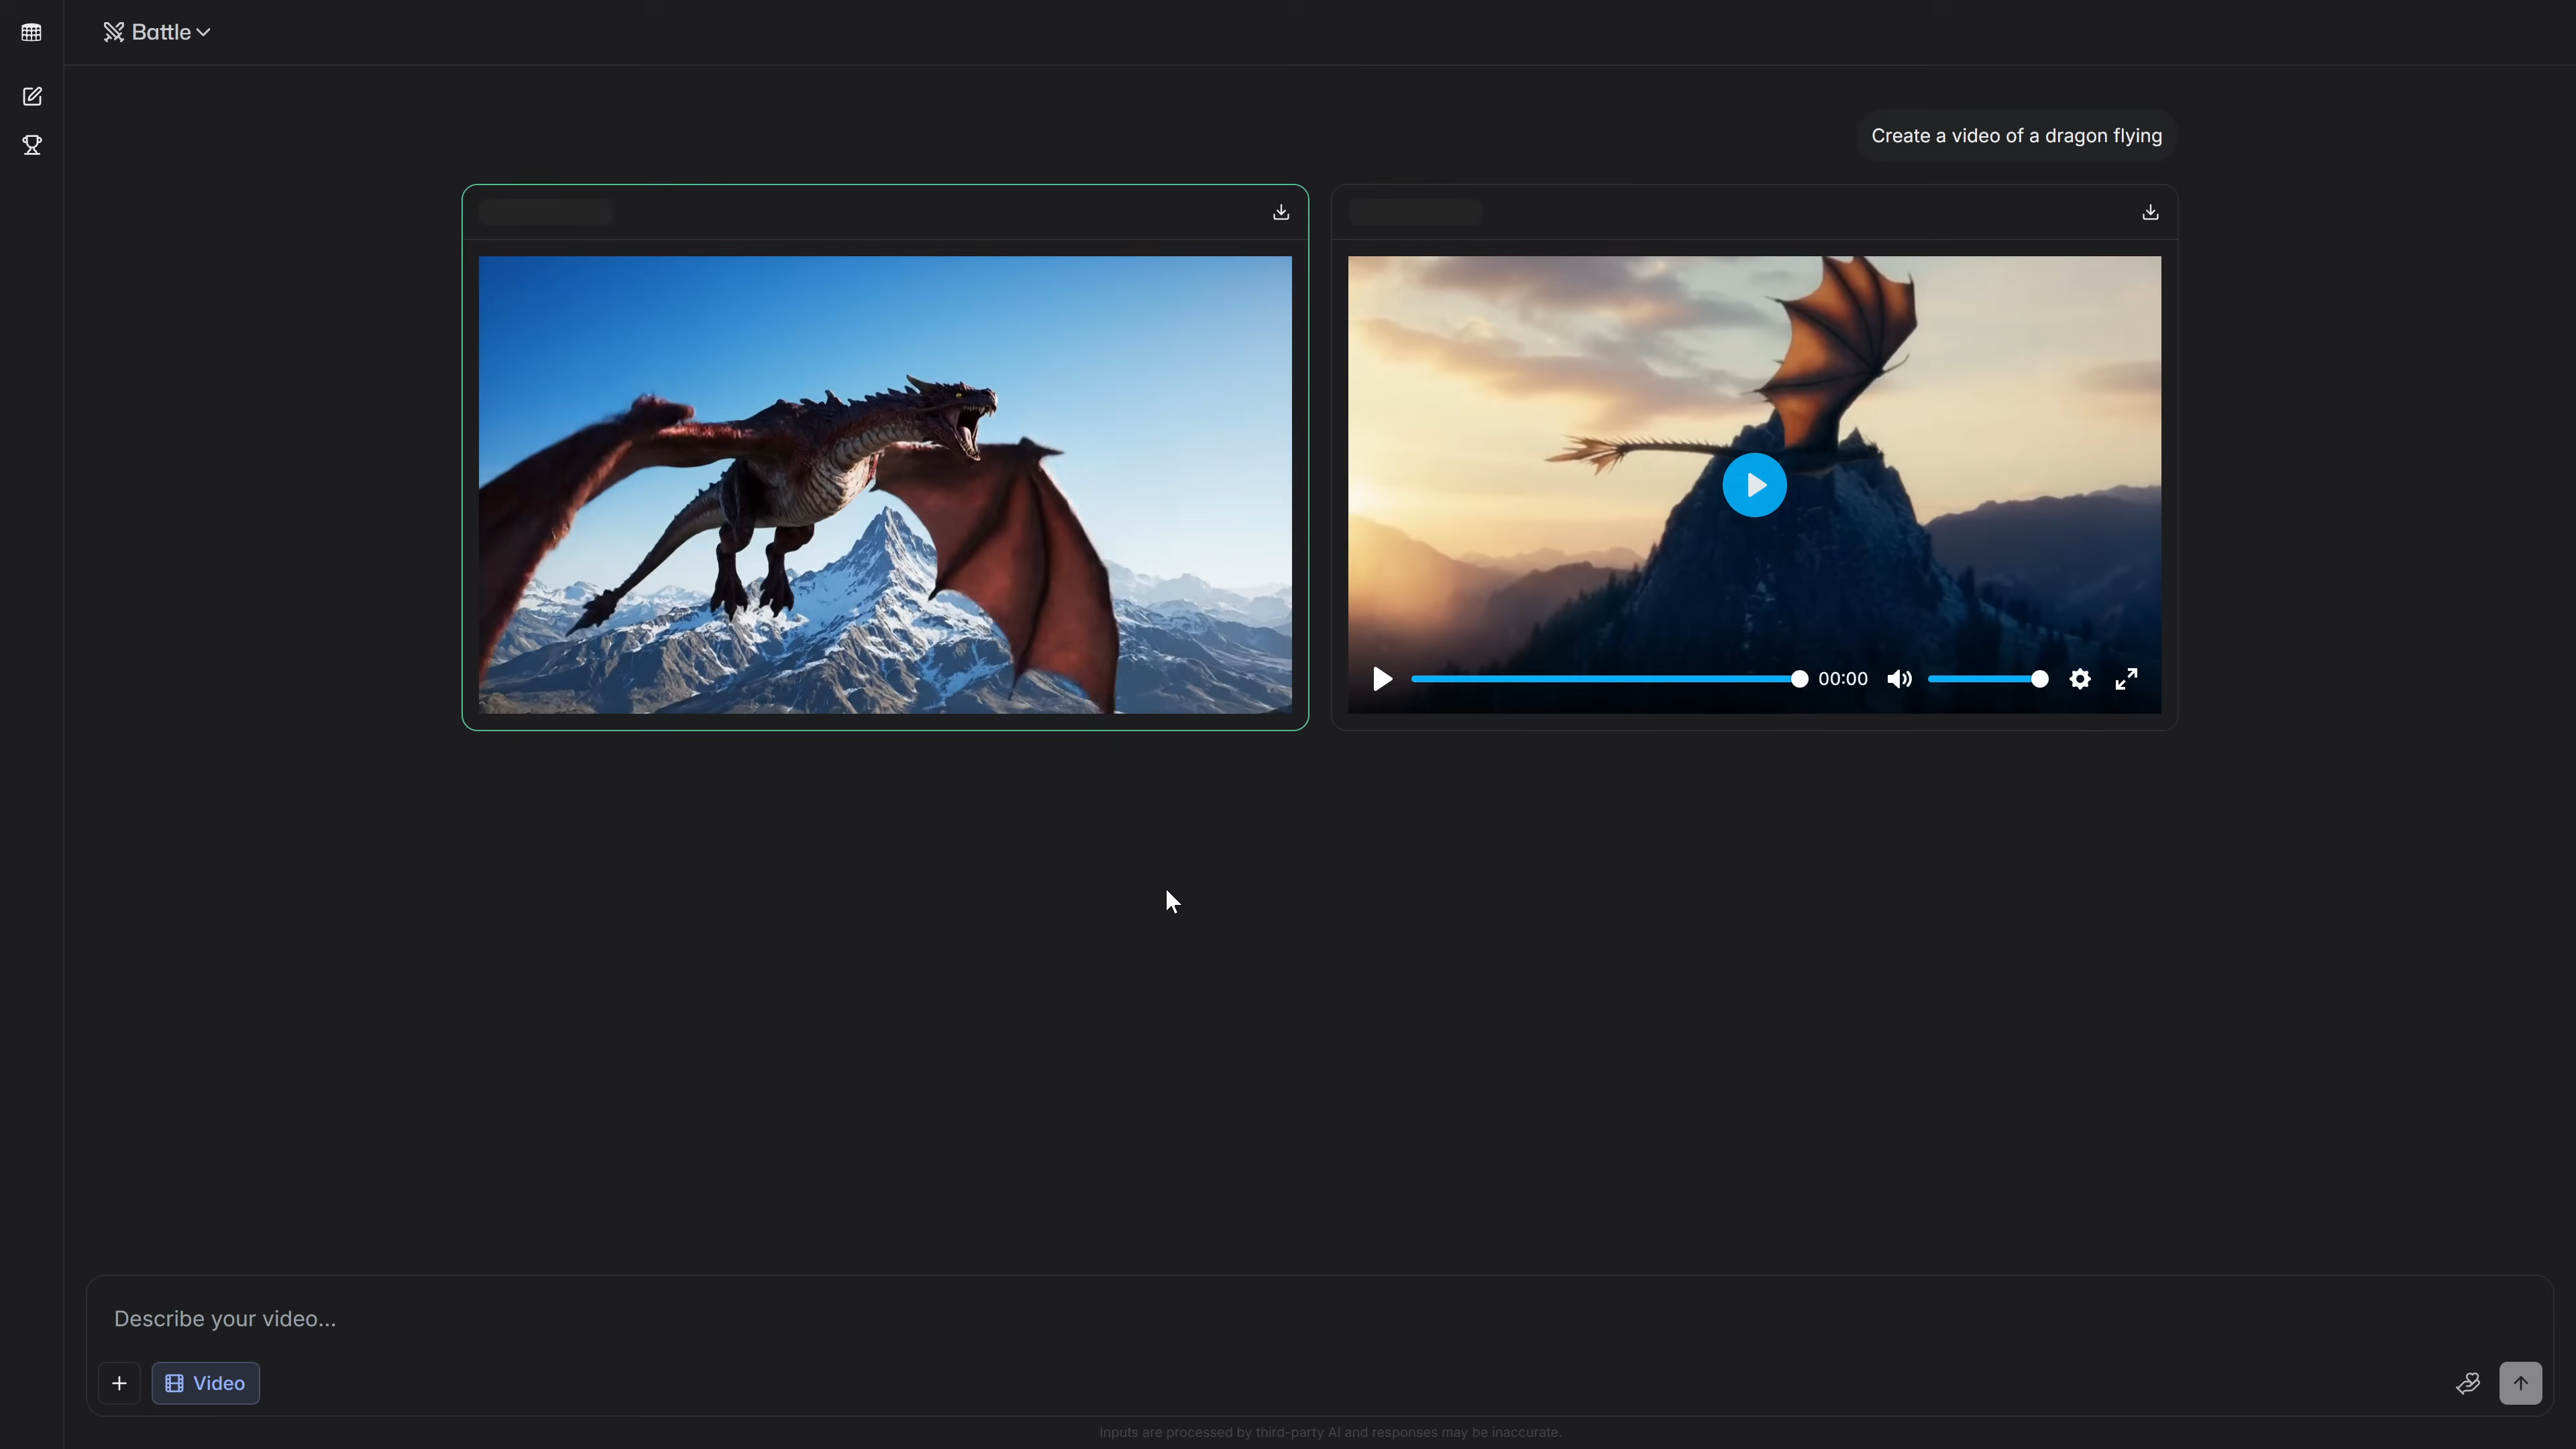 Battle
Create a video of a dragon flying
00:00
Describe your video...
Video
Inputs are processed by third-party AI and responses may be inaccurate.